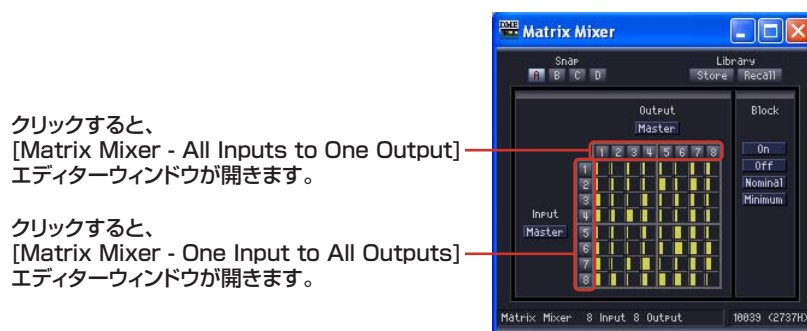 クリックすると、
[Matrix Mixer - All Inputs to One Output]
エディターウィンドウが開きます。
クリックすると、
[Matrix Mixer - One Input to All Outputs]
エディターウィンドウが開きます。
DME
Matrix Mixer
Snap
A B C D
Library
Store Recall
Output
Master
1 2 3 4 5 6 7 8
Input
Master
1
2
3
4
5
6
7
8
Block
On
Off
Nominal
Minimum
Matrix Mixer 8 Input 8 Output
10039 (2737H)